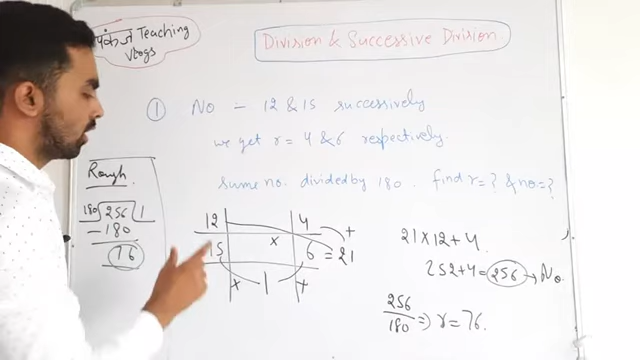 पंकज Teaching
Vlogs
Division & Successive Division
① No – 12 & 15 successively
we get r = 4 & 6 respectively.
Same no. divided by 180. find r=? & no=?
Rough.
180 256 1
-180
76
12 4 +
15 x 6 = 21
x 1 +
21 x 12 + 4
252 + 4 = 256 → No.
256
180 ⇒ r = 76.